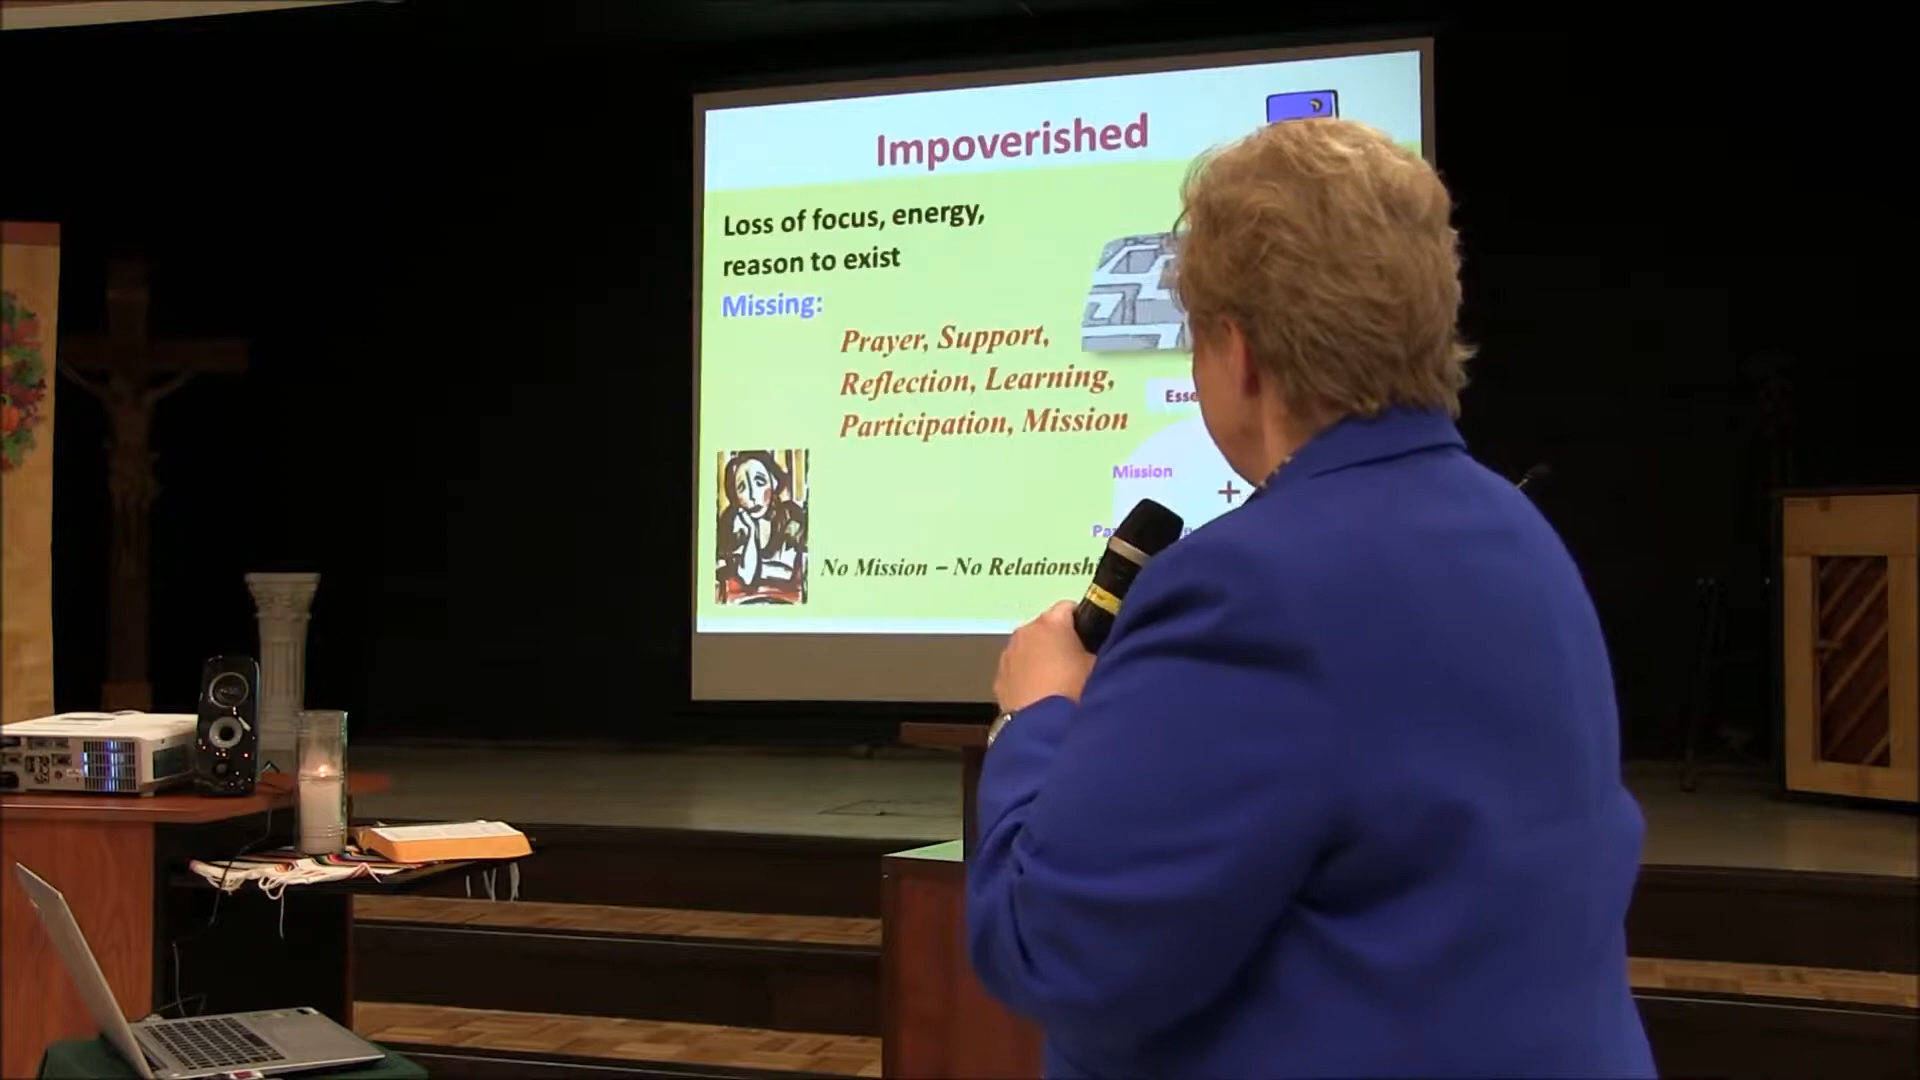 Impoverished
Loss of focus, energy,
reason to exist
Missing:
Prayer, Support,
Reflection, Learning,
Participation, Mission
Mission
No Mission – No